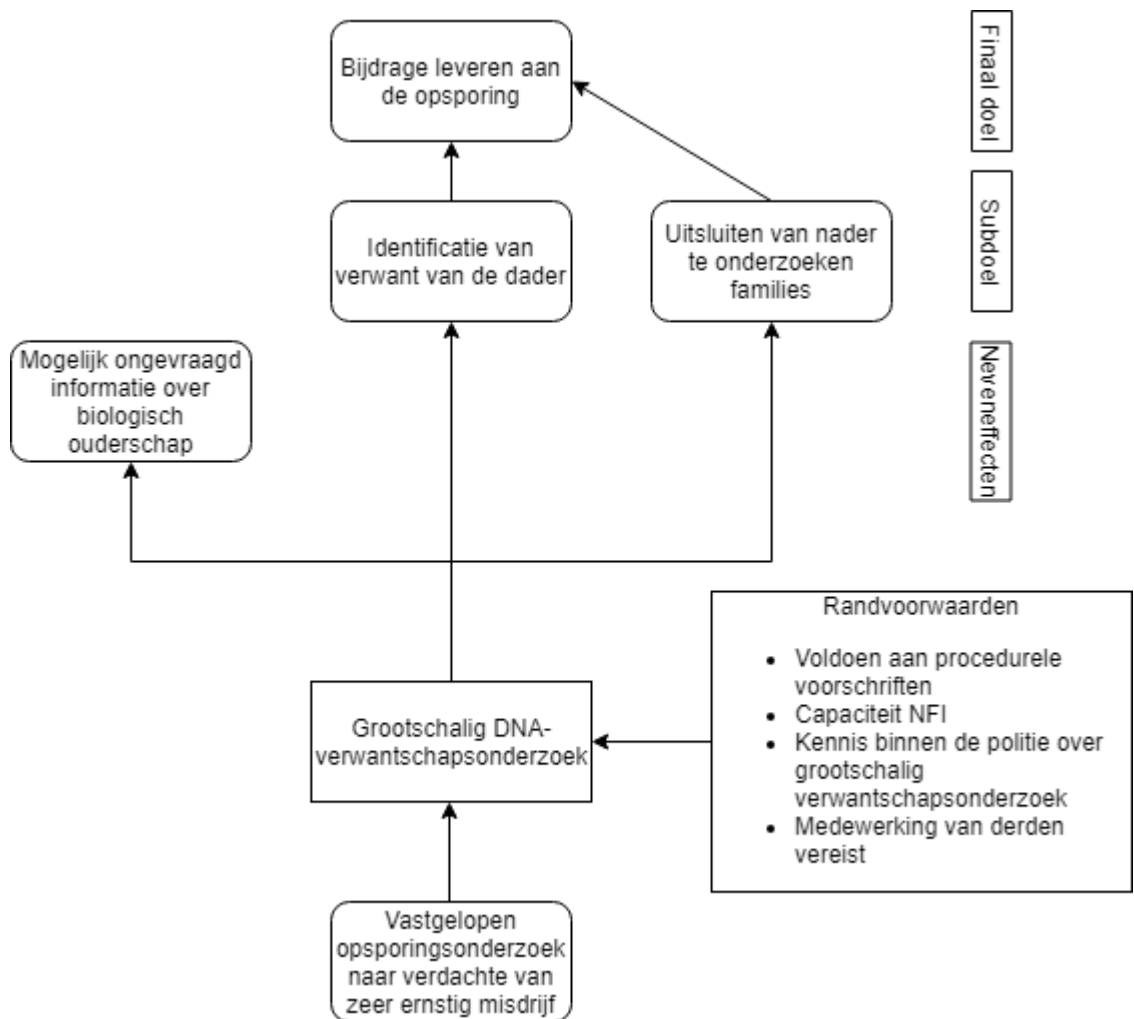 Bijdrage leveren aan
de opsporing
Finaal doel
Identificatie van
verwant van de dader
Uitsluiten van nader
te onderzoeken
families
Subdoel
Mogelijk ongevraagd
informatie over
biologisch
ouderschap
Neveneffecten
Grootschalig DNA-
verwantschapsonderzoek
Randvoorwaarden
• Voldoen aan procedurele
voorschriften
• Capaciteit NFI
• Kennis binnen de politie over
grootschalig
verwantschapsonderzoek
• Medewerking van derden
vereist
Vastgelopen
opsporingsonderzoek
naar verdachte van
zeer ernstig misdrijf